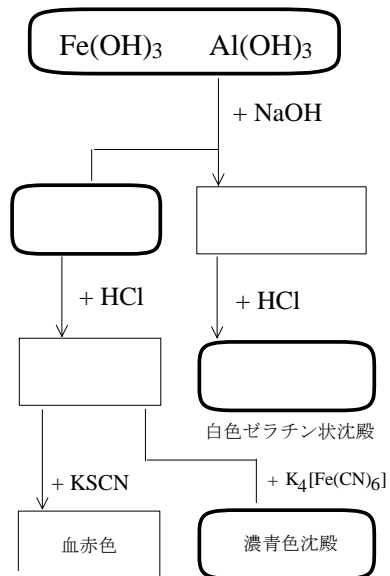 Fe(OH)₃ Al(OH)₃
+ NaOH
+ HCl + HCl
白色ゼラチン状沈殿
+ KSCN + K₄[Fe(CN)₆]
血赤色 濃青色沈殿